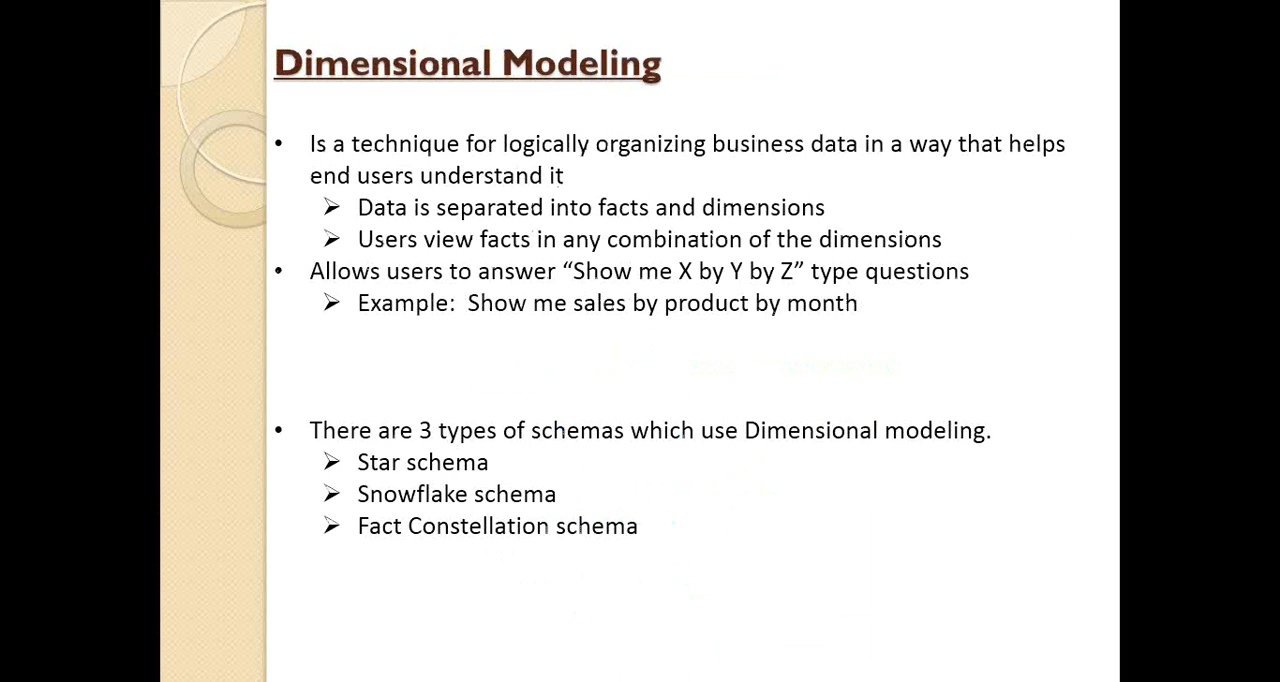 Dimensional Modeling
• Is a technique for logically organizing business data in a way that helps
end users understand it
➢ Data is separated into facts and dimensions
➢ Users view facts in any combination of the dimensions
• Allows users to answer “Show me X by Y by Z” type questions
➢ Example:  Show me sales by product by month
• There are 3 types of schemas which use Dimensional modeling.
➢ Star schema
➢ Snowflake schema
➢ Fact Constellation schema